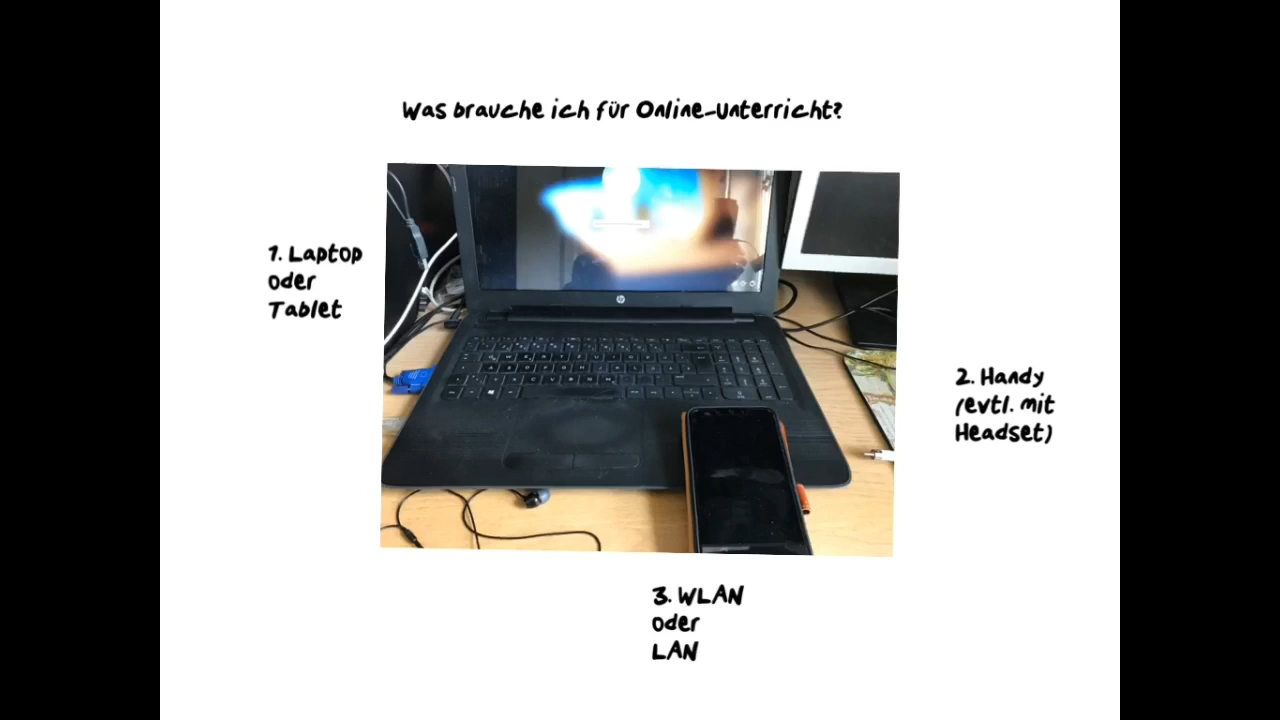 Was brauche ich für Online-unterricht?
1. Laptop
oder
Tablet
hp
2. Handy
(evtl. mit
Headset)
3. WLAN
oder
LAN